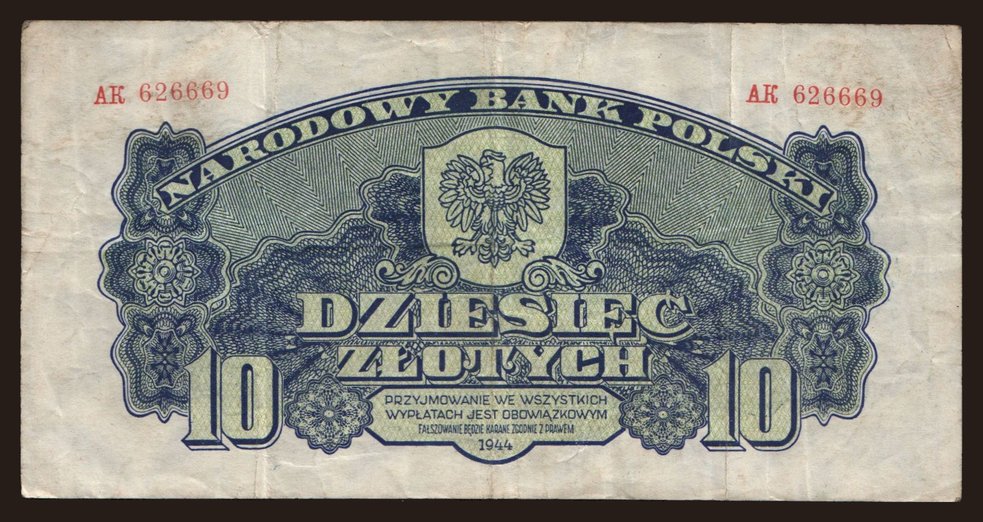 AK 626669
AK 626669
NARODOWY BANK POLSKI
DZIESIĘĆ
ZŁOTYCH
10
10
PRZYJMOWANIE WE WSZYSTKICH
WYPŁATACH JEST OBOWIĄZKOWYM
FAŁSZOWANIE BĘDZIE KARANE ZGODNIE Z PRAWEM
1944